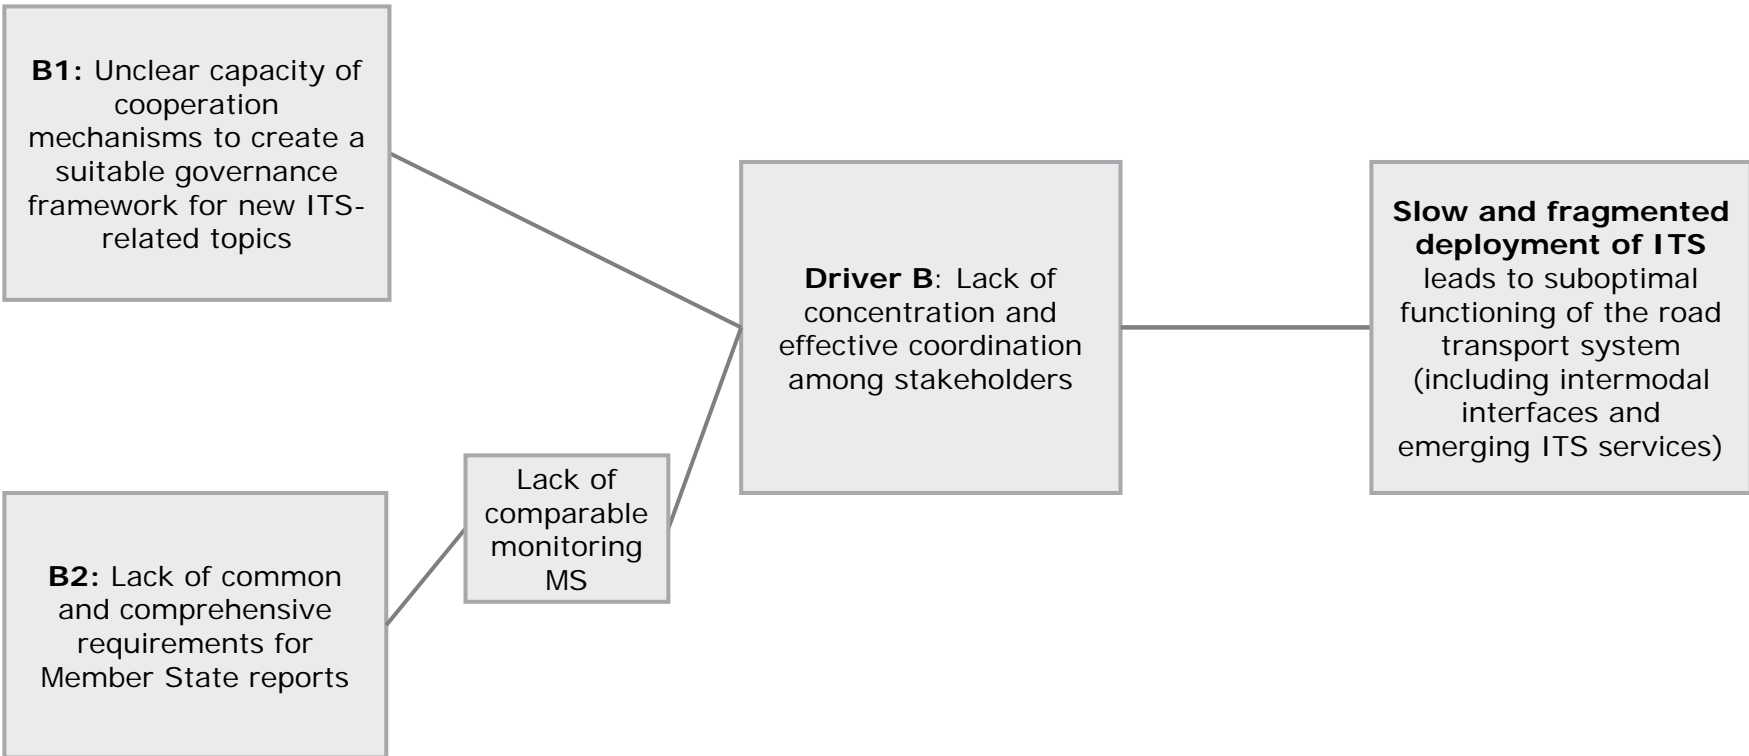 B1: Unclear capacity of
cooperation
mechanisms to create a
suitable governance
framework for new ITS-
related topics
B2: Lack of common
and comprehensive
requirements for
Member State reports
Lack of
comparable
monitoring
MS
Driver B: Lack of
concentration and
effective coordination
among stakeholders
Slow and fragmented
deployment of ITS
leads to suboptimal
functioning of the road
transport system
(including intermodal
interfaces and
emerging ITS services)